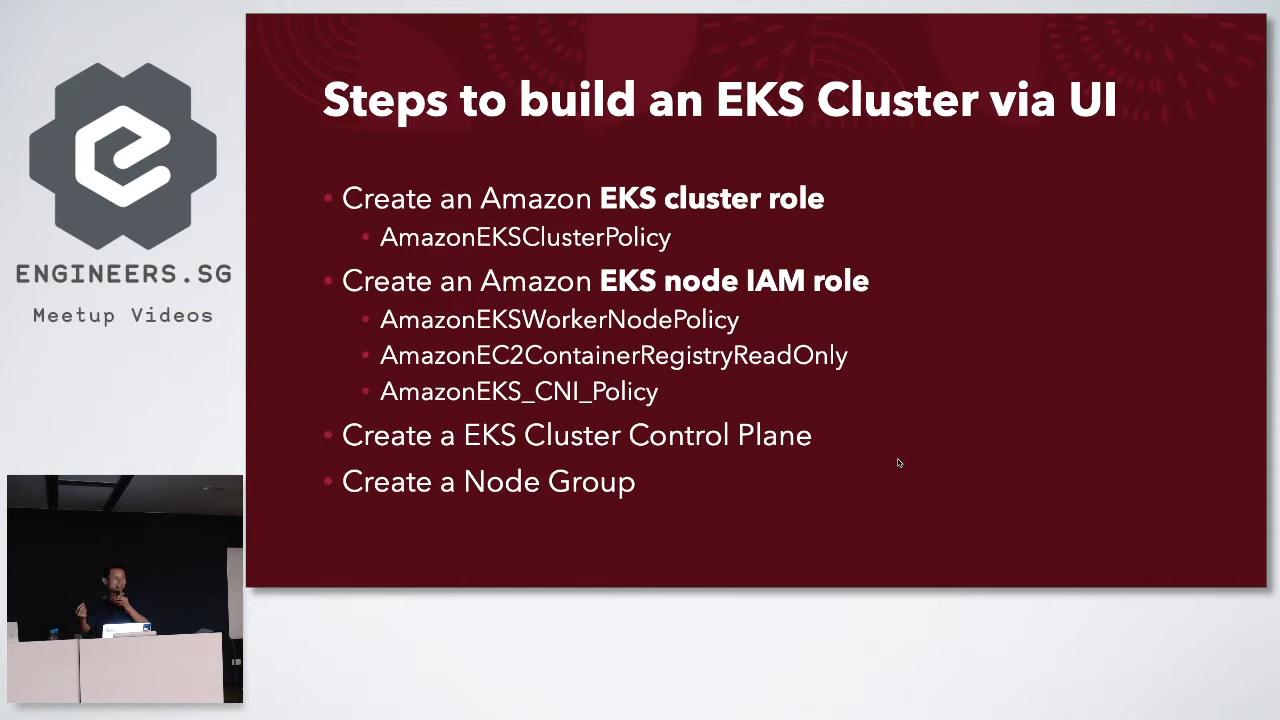 Steps to build an EKS Cluster via UI
Create an Amazon EKS cluster role
AmazonEKSClusterPolicy
Create an Amazon EKS node IAM role
AmazonEKSWorkerNodePolicy
AmazonEC2ContainerRegistryReadOnly
AmazonEKS_CNI_Policy
Create a EKS Cluster Control Plane
Create a Node Group
ENGINEERS.SG
Meetup Videos